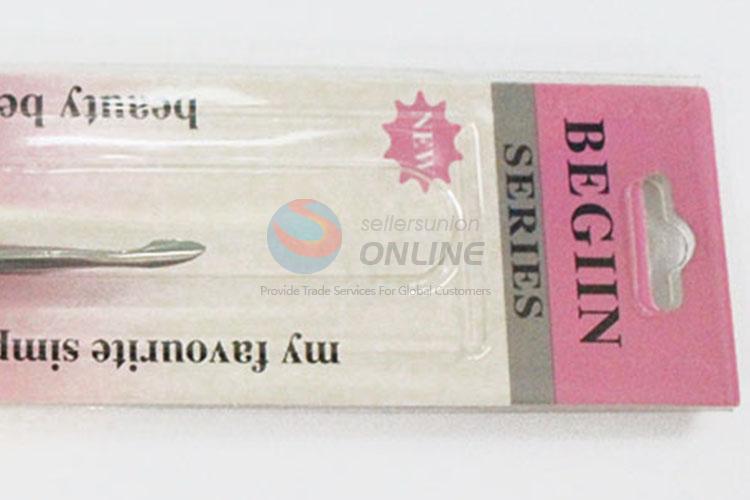 BEGIIN
SERIES
NEW
my favourite simp
beauty be
sellersunion
ONLINE
Provide Trade Services For Global Customers